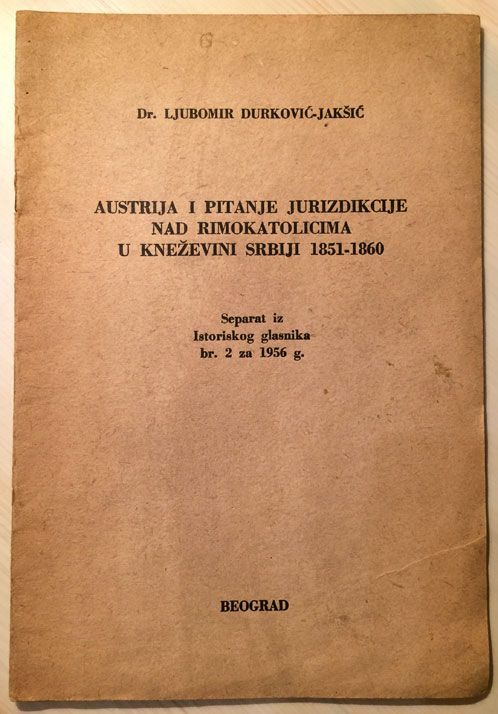 Dr. LJUBOMIR DURKOVIĆ-JAKŠIĆ
AUSTRIJA I PITANJE JURIZDIKCIJE
NAD RIMOKATOLICIMA
U KNEŽEVINI SRBIJI 1851-1860
Separat iz
Istoriskog glasnika
br. 2 za 1956 g.
BEOGRAD